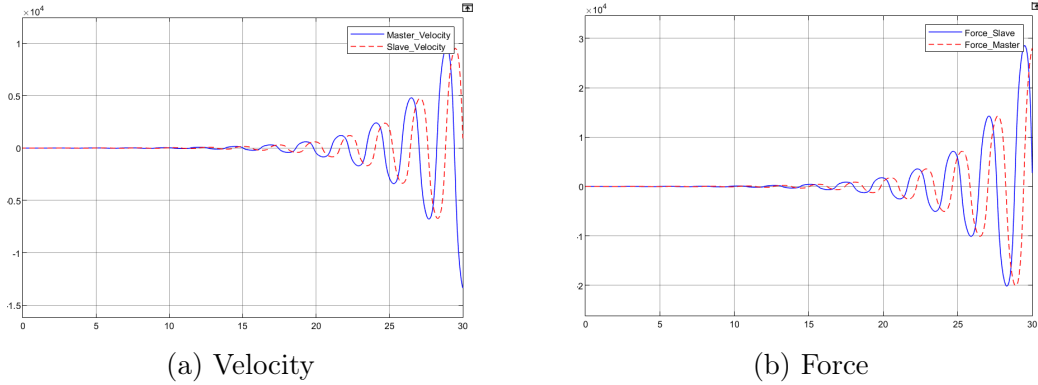 ×10^4
Master_Velocity
Slave_Velocity
1
0.5
0
-0.5
-1
-1.5
0 5 10 15 20 25 30
(a) Velocity
×10^4
Force_Slave
Force_Master
3
2
1
0
-1
-2
0 5 10 15 20 25 30
(b) Force